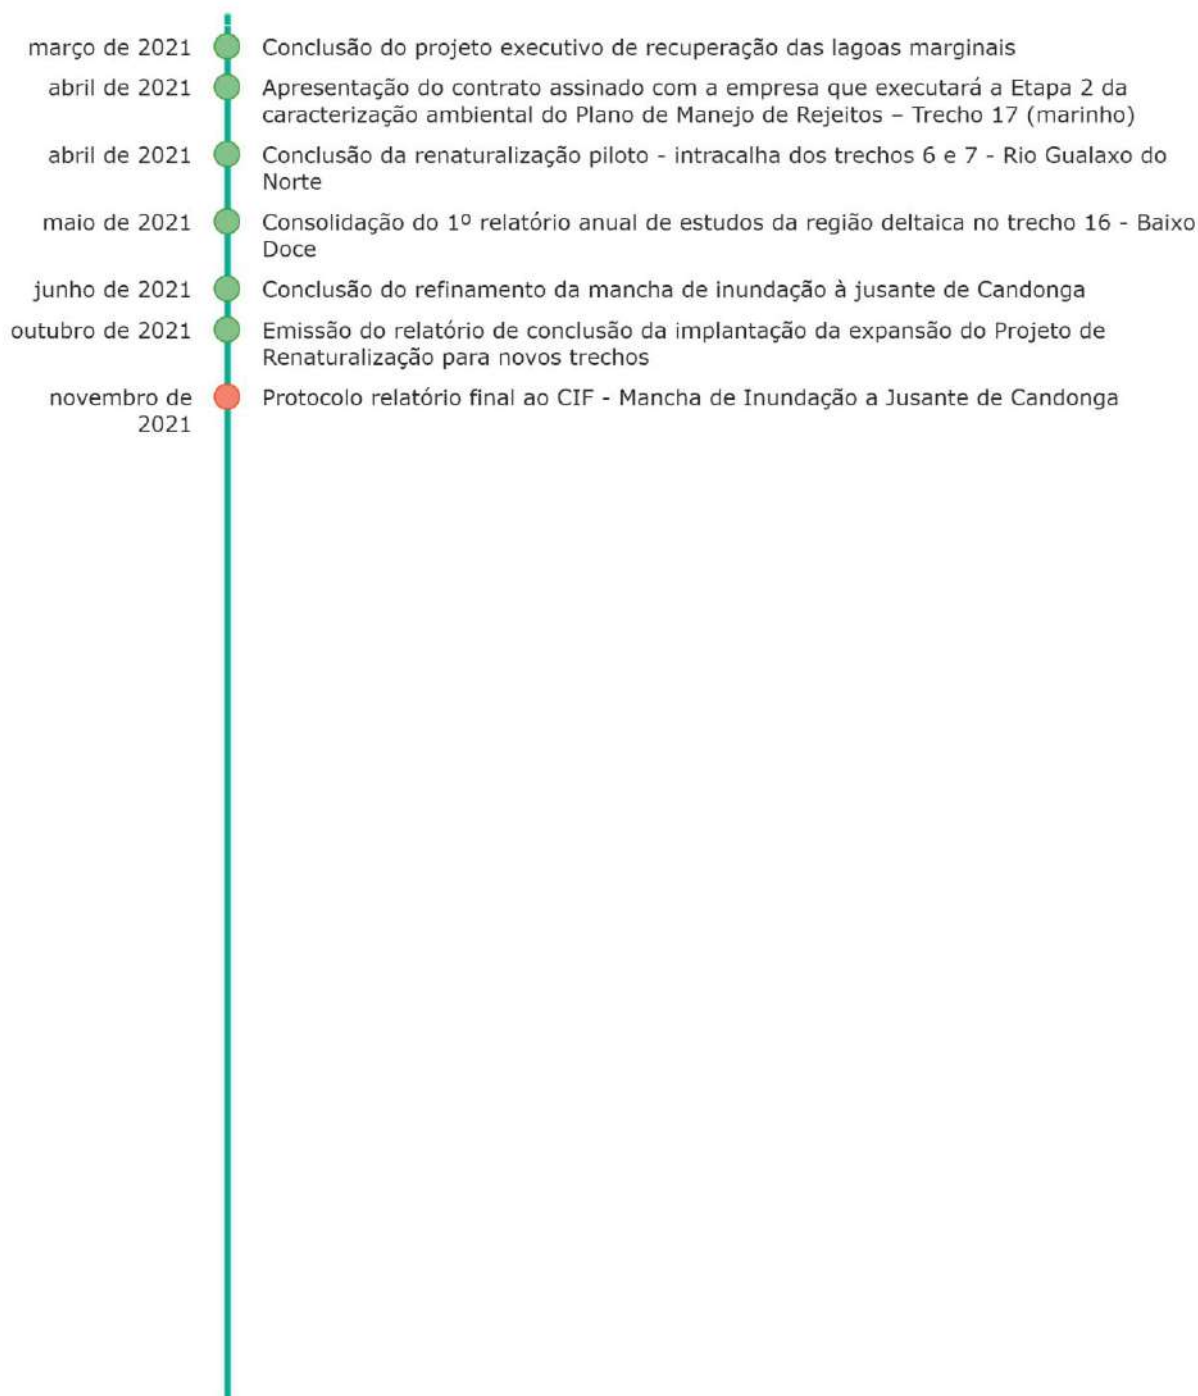 março de 2021 Conclusão do projeto executivo de recuperação das lagoas marginais
abril de 2021 Apresentação do contrato assinado com a empresa que executará a Etapa 2 da
caracterização ambiental do Plano de Manejo de Rejeitos – Trecho 17 (marinho)
abril de 2021 Conclusão da renaturalização piloto - intracalha dos trechos 6 e 7 - Rio Gualaxo do
Norte
maio de 2021 Consolidação do 1º relatório anual de estudos da região deltaica no trecho 16 - Baixo
Doce
junho de 2021 Conclusão do refinamento da mancha de inundação à jusante de Candonga
outubro de 2021 Emissão do relatório de conclusão da implantação da expansão do Projeto de
Renaturalização para novos trechos
novembro de Protocolo relatório final ao CIF - Mancha de Inundação a Jusante de Candonga
2021